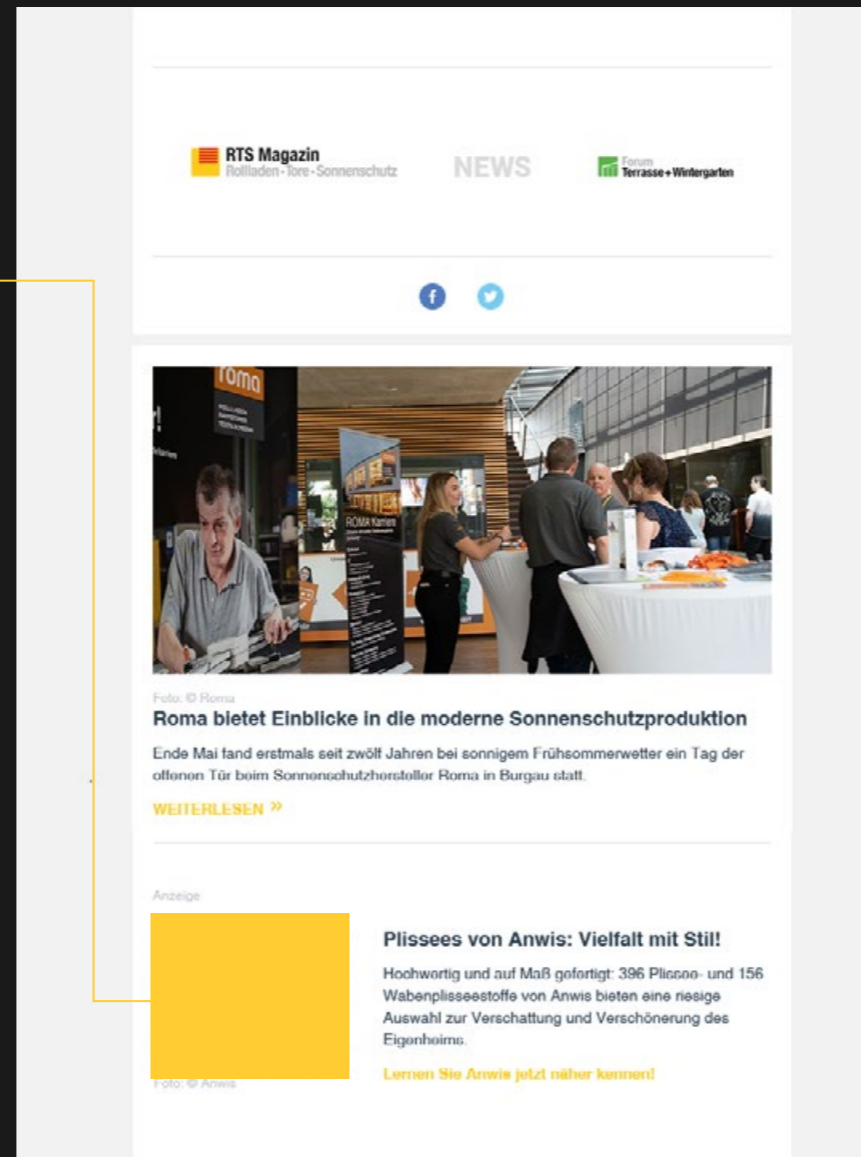 RTS Magazin
Rollladen - Tore - Sonnenschutz
NEWS
Forum
Terrasse + Wintergarten
roma
ROMA Karriere
Foto: © Roma
Roma bietet Einblicke in die moderne Sonnenschutzproduktion
Ende Mai fand erstmals seit zwölf Jahren bei sonnigem Frühsommerwetter ein Tag der
offenen Tür beim Sonnenschutzhersteller Roma in Burgau statt.
WEITERLESEN »
Anzeige
Plissees von Anwis: Vielfalt mit Stil!
Hochwertig und auf Maß gefertigt: 396 Plissee- und 156
Wabenplisseestoffe von Anwis bieten eine riesige
Auswahl zur Verschattung und Verschönerung des
Eigenheims.
Lernen Sie Anwis jetzt näher kennen!
Foto: © Anwis